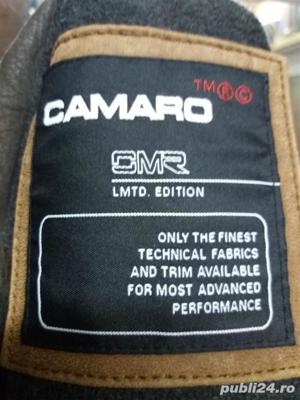 TM®©
CAMARO
CMR
LMTD. EDITION
ONLY THE FINEST
TECHNICAL FABRICS
AND TRIM AVAILABLE
FOR MOST ADVANCED
PERFORMANCE
publi24.ro